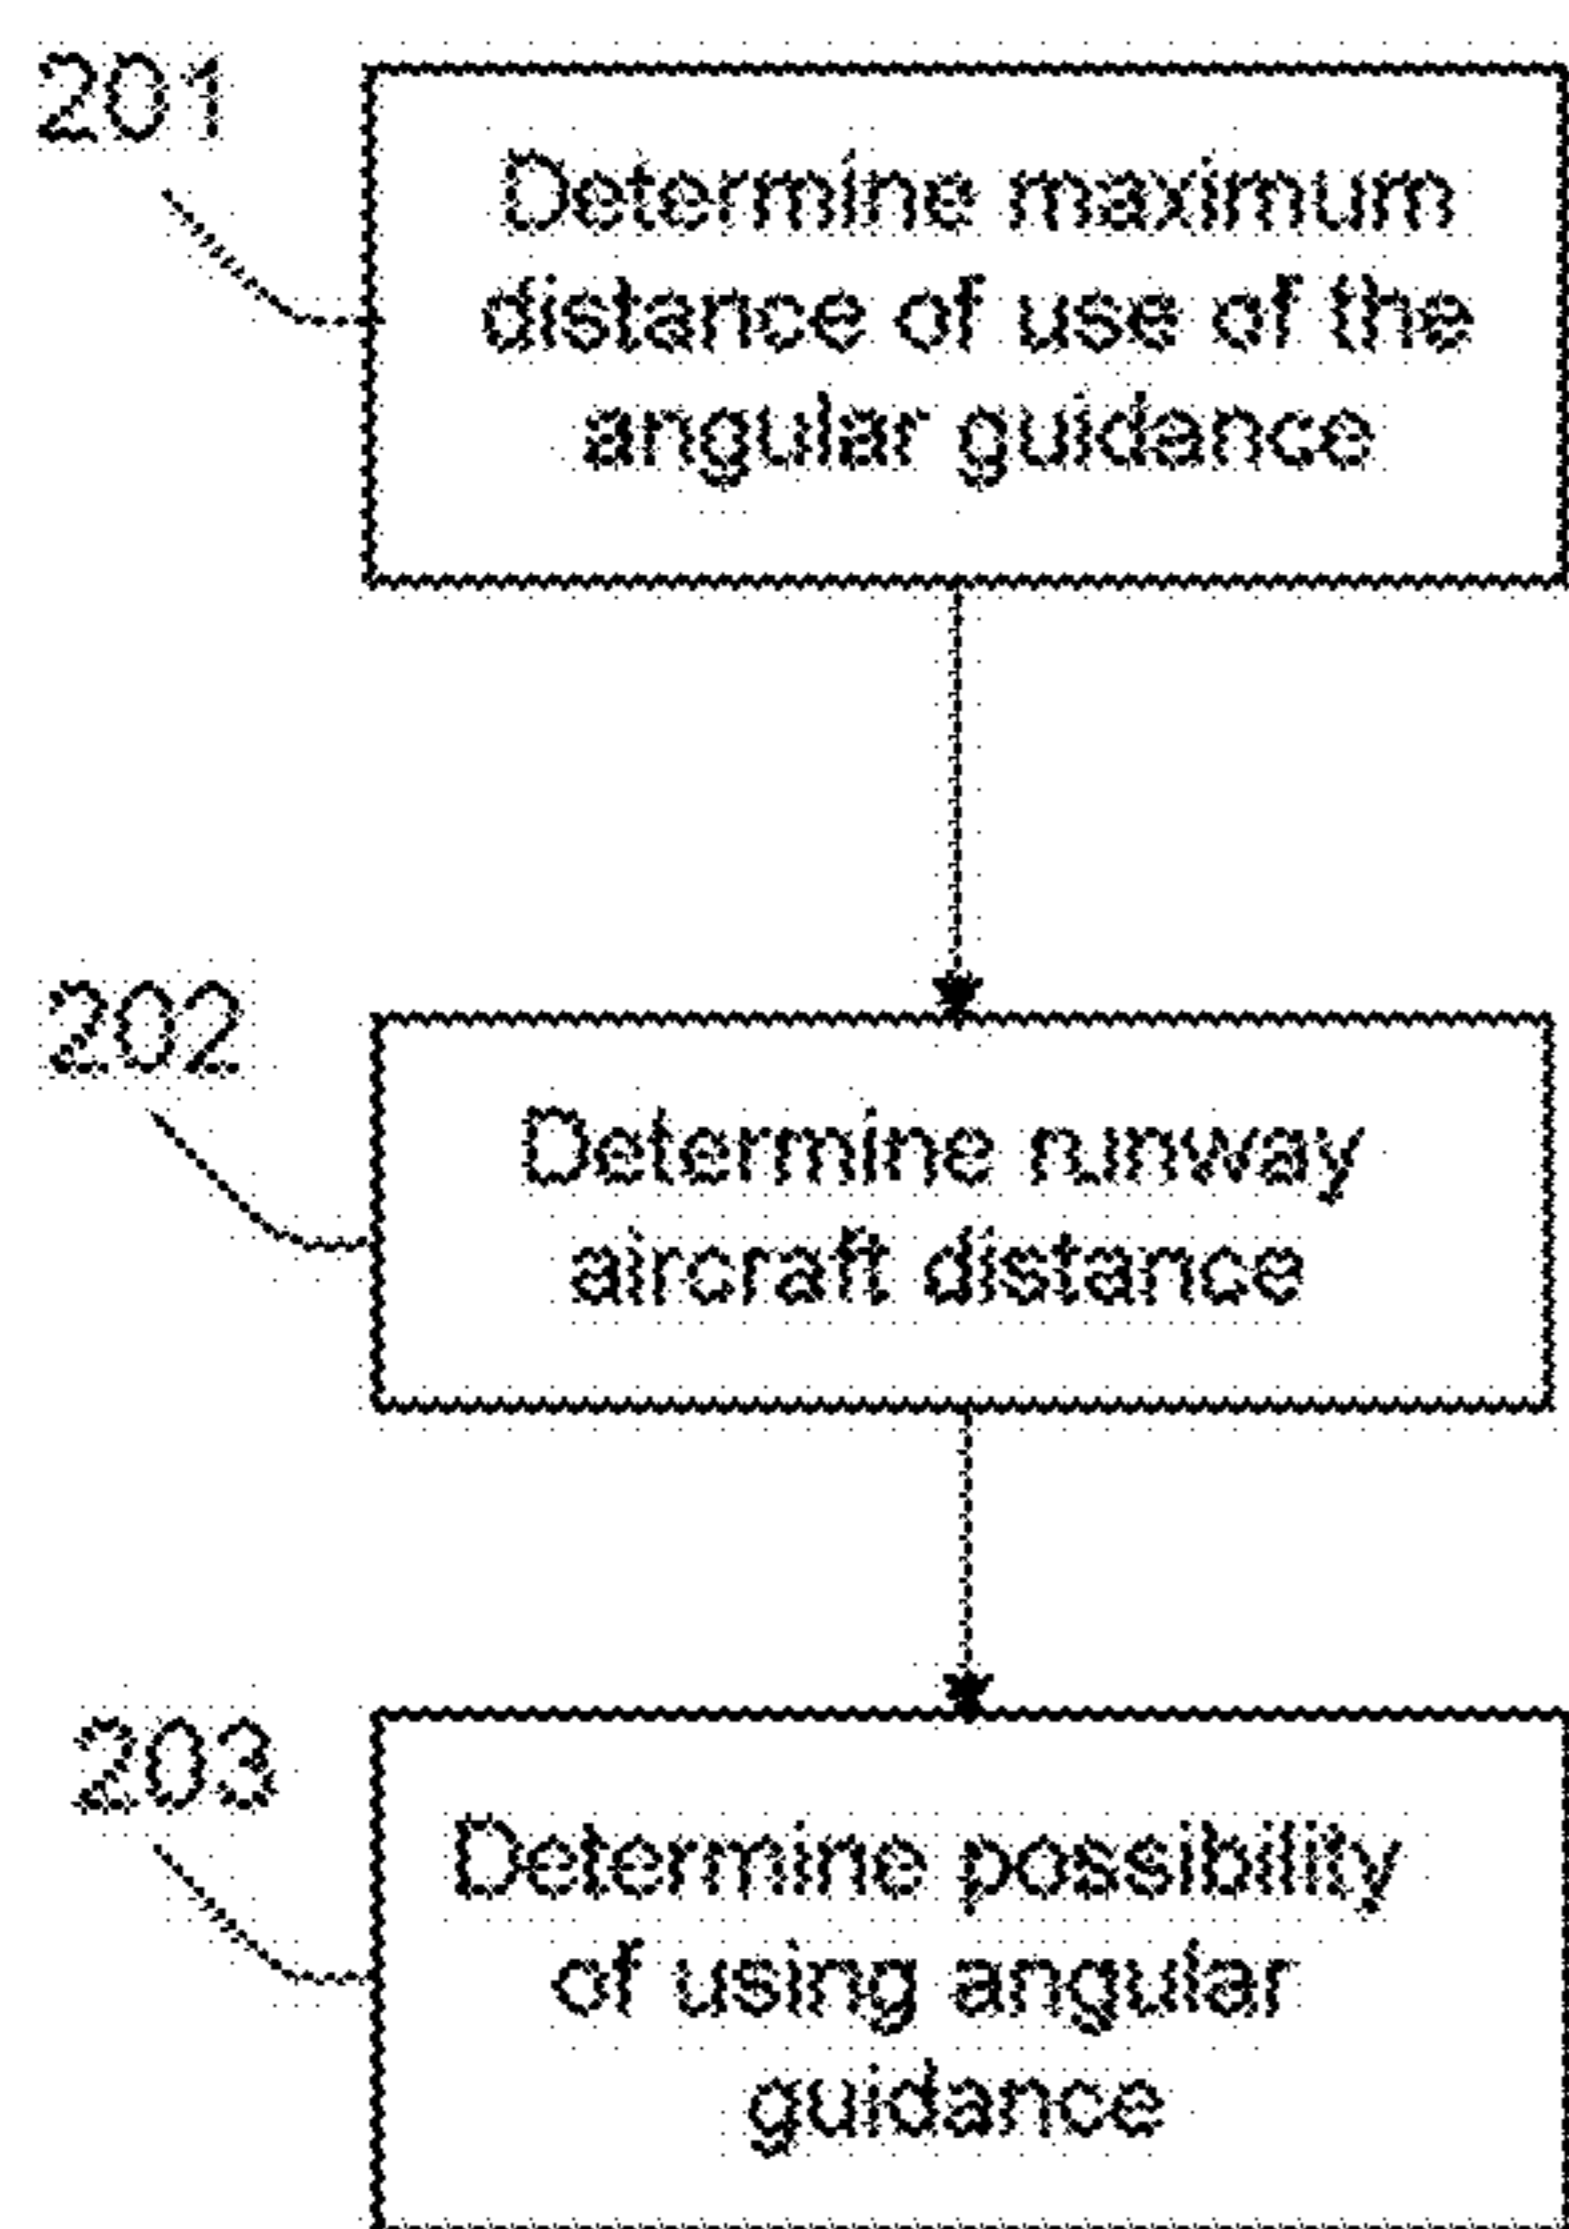 201
Determine maximum
distance of use of the
angular guidance
202
Determine runway
aircraft distance
203
Determine possibility
of using angular
guidance